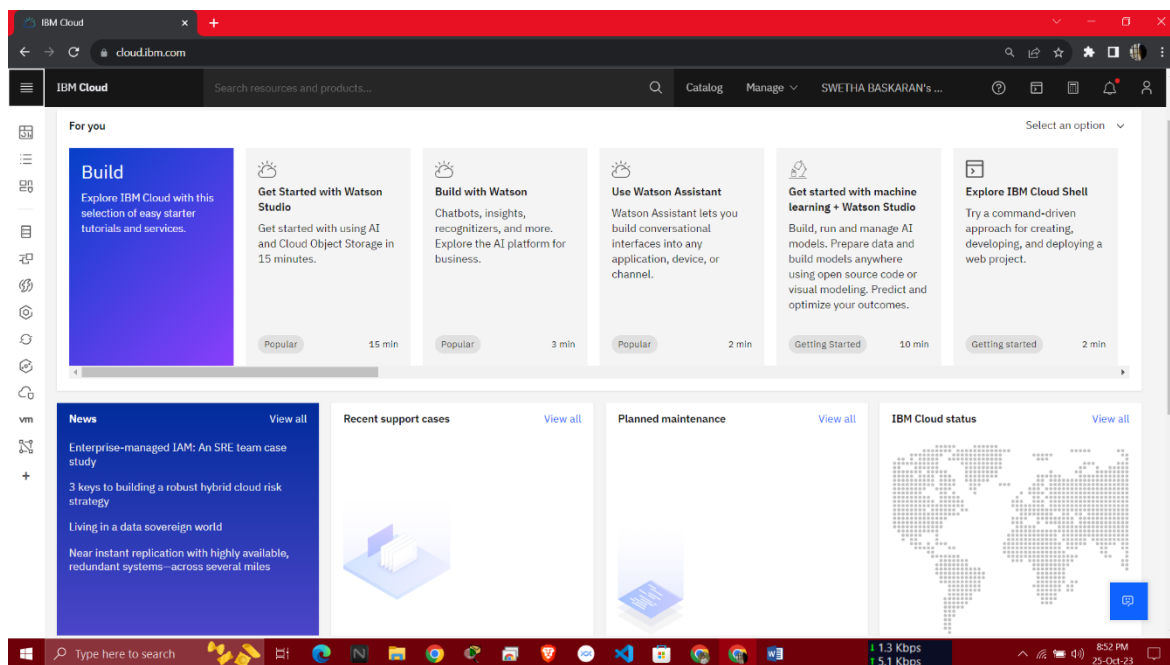 IBM Cloud
cloud.ibm.com
IBM Cloud
Search resources and products...
Catalog
Manage
SWETHA BASKARAN's ...
For you
Select an option
Build
Explore IBM Cloud with this
selection of easy starter
tutorials and services.
Get Started with Watson
Studio
Get started with using AI
and Cloud Object Storage in
15 minutes.
Popular
15 min
Build with Watson
Chatbots, insights,
recognizers, and more.
Explore the AI platform for
business.
Popular
3 min
Use Watson Assistant
Watson Assistant lets you
build conversational
interfaces into any
application, device, or
channel.
Popular
2 min
Get started with machine
learning + Watson Studio
Build, run and manage AI
models. Prepare data and
build models anywhere
using open source code or
visual modeling. Predict and
optimize your outcomes.
Getting Started
10 min
Explore IBM Cloud Shell
Try a command-driven
approach for creating,
developing, and deploying a
web project.
Getting started
2 min
vm
News
View all
Enterprise-managed IAM: An SRE team case
study
3 keys to building a robust hybrid cloud risk
strategy
Living in a data sovereign world
Near instant replication with highly available,
redundant systems—across several miles
Recent support cases
View all
Planned maintenance
View all
IBM Cloud status
View all
Type here to search
1.3 Kbps
5.1 Kbps
8:52 PM
25-Oct-23